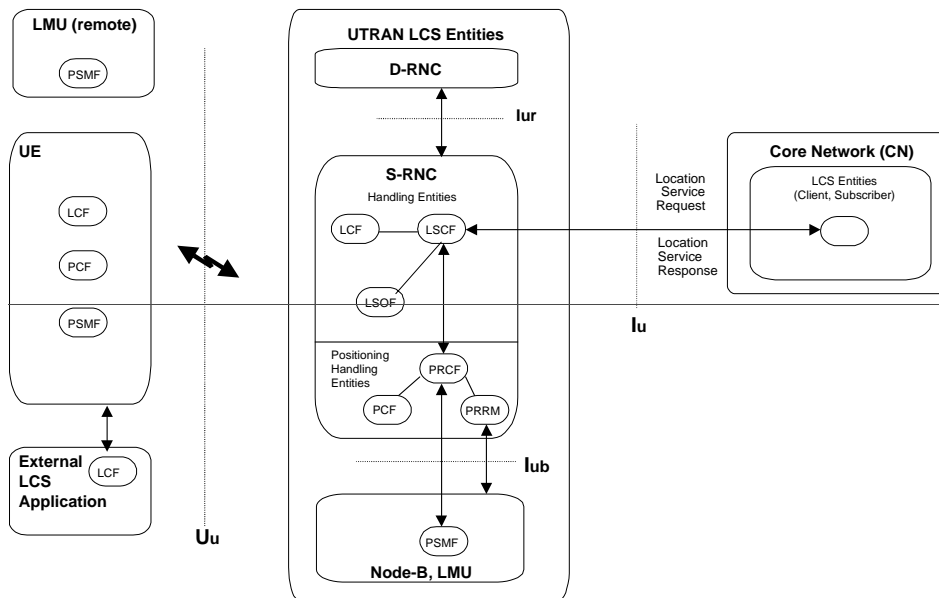 LMU (remote)
PSMF
UE
LCF
PCF
PSMF
External
LCS
Application
LCF
Uu
UTRAN LCS Entities
D-RNC
Iur
S-RNC
Handling Entities
LCF
LSCF
LSOF
Positioning
Handling
Entities
PRCF
PCF
PRRM
Iub
PSMF
Node-B, LMU
Location
Service
Request
Location
Service
Response
Iu
Core Network (CN)
LCS Entities
(Client, Subscriber)